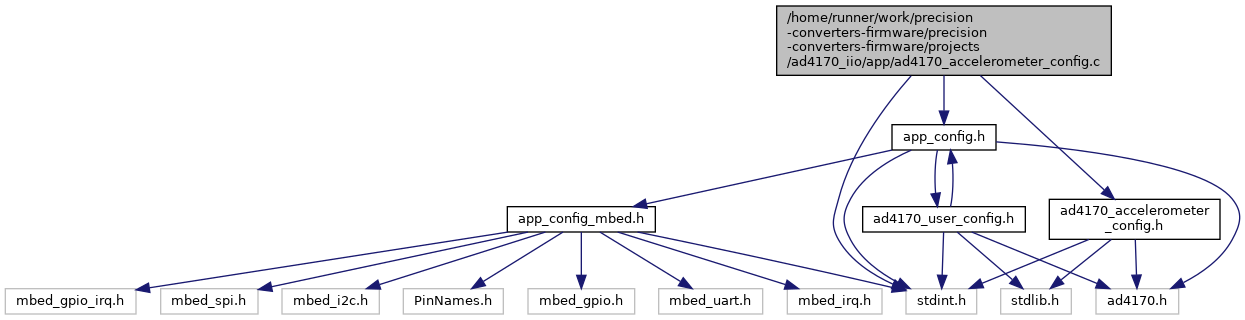 /home/runner/work/precision
-converters-firmware/precision
-converters-firmware/projects
/ad4170_iio/app/ad4170_accelerometer_config.c
app_config.h
app_config_mbed.h
ad4170_user_config.h
ad4170_accelerometer
_config.h
mbed_gpio_irq.h
mbed_spi.h
mbed_i2c.h
PinNames.h
mbed_gpio.h
mbed_uart.h
mbed_irq.h
stdint.h
stdlib.h
ad4170.h